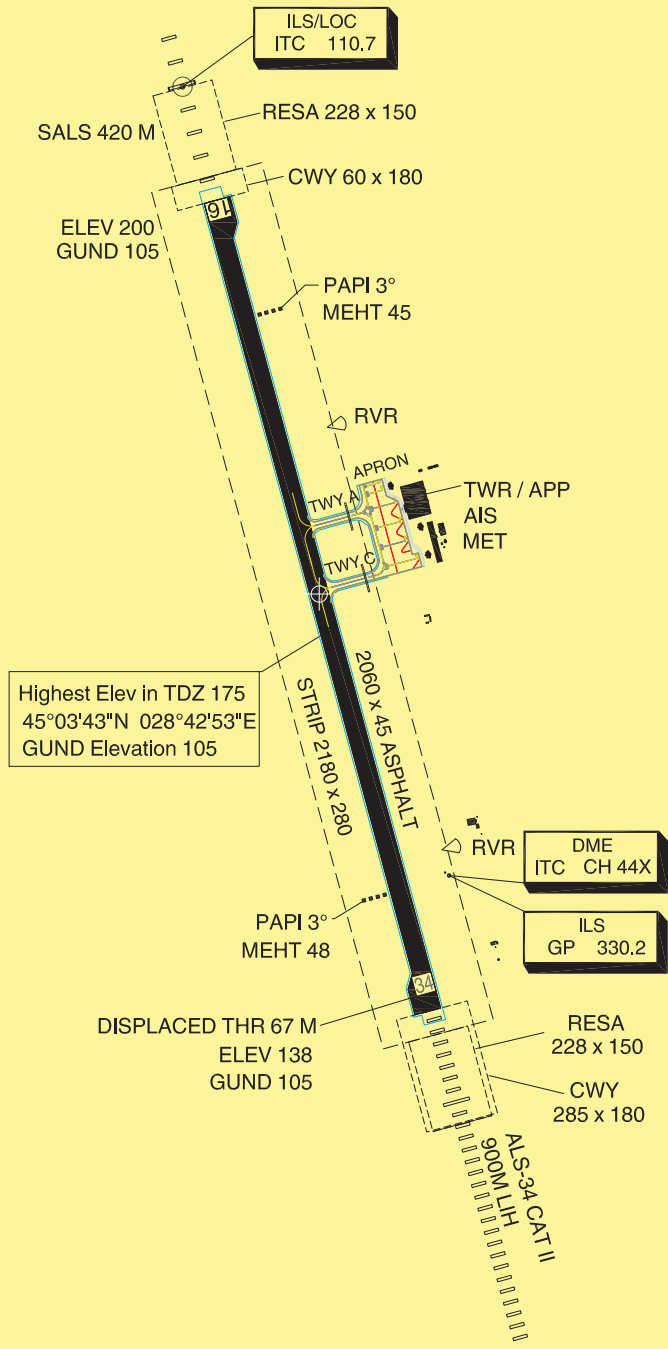 ILS/LOC
ITC 110.7
RESA 228 x 150
SALS 420 M
CWY 60 x 180
16
ELEV 200
GUND 105
PAPI 3°
MEHT 45
RVR
APRON
TWY A
TWR / APP
AIS
MET
TWY C
Highest Elev in TDZ 175
45°03'43"N 028°42'53"E
GUND Elevation 105
STRIP 2180 x 280
2060 x 45 ASPHALT
RVR
DME
ITC CH 44X
ILS
GP 330.2
PAPI 3°
MEHT 48
34
DISPLACED THR 67 M
ELEV 138
GUND 105
RESA
228 x 150
CWY
285 x 180
ALS-34 CAT II
900M LIH